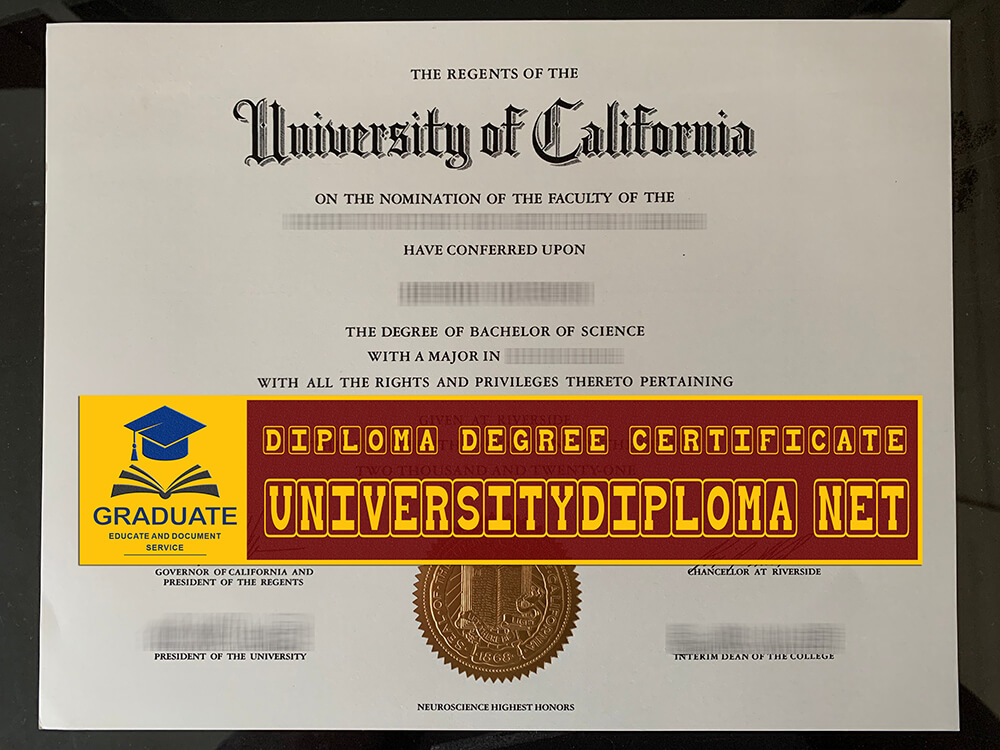 THE REGENTS OF THE
University of California
ON THE NOMINATION OF THE FACULTY OF THE
HAVE CONFERRED UPON
THE DEGREE OF BACHELOR OF SCIENCE
WITH A MAJOR IN
WITH ALL THE RIGHTS AND PRIVILEGES THERETO PERTAINING
GIVEN AT RIVERSIDE
TWO THOUSAND AND TWENTY-ONE
DIPLOMA DEGREE CERTIFICATE
UNIVERSITYDIPLOMA NET
GRADUATE
EDUCATE AND DOCUMENT
SERVICE
GOVERNOR OF CALIFORNIA AND
PRESIDENT OF THE REGENTS
CHANCELLOR AT RIVERSIDE
PRESIDENT OF THE UNIVERSITY
INTERIM DEAN OF THE COLLEGE
1868
NEUROSCIENCE HIGHEST HONORS